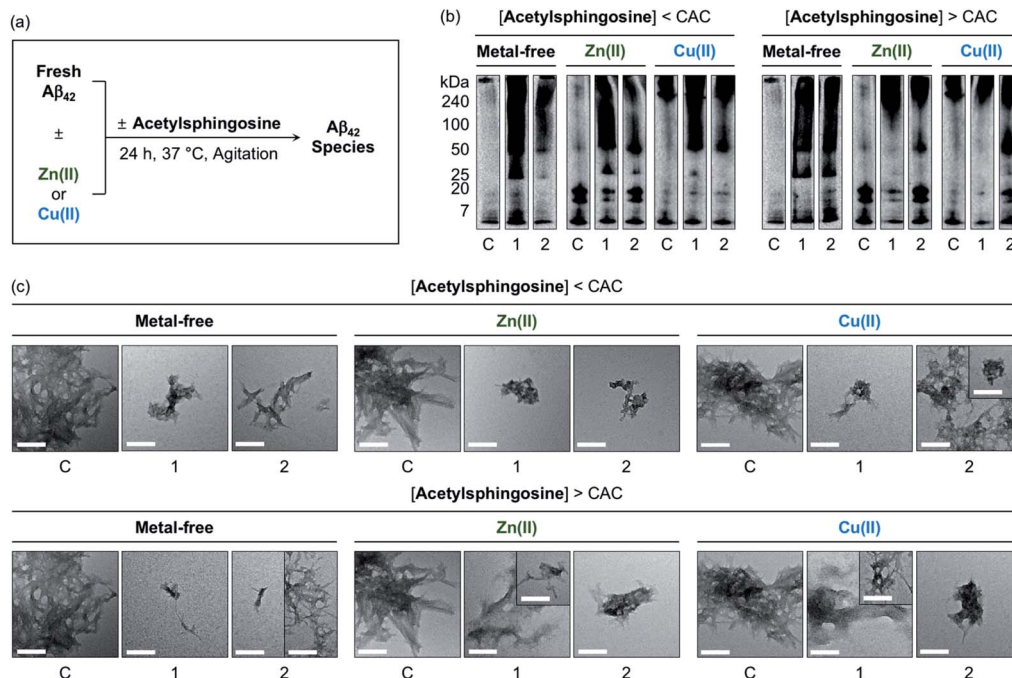 (a)
Fresh
Aβ42
±
Zn(II)
or
Cu(II)
± Acetylsphingosine
24 h, 37 °C, Agitation
Aβ42
Species
(b)
[Acetylsphingosine] < CAC
[Acetylsphingosine] > CAC
Metal-free Zn(II) Cu(II) Metal-free Zn(II) Cu(II)
kDa
240
100
50
25
20
7
C 1 2 C 1 2 C 1 2 C 1 2 C 1 2 C 1 2
(c)
[Acetylsphingosine] < CAC
Metal-free Zn(II) Cu(II)
C 1 2 C 1 2 C 1 2
[Acetylsphingosine] > CAC
Metal-free Zn(II) Cu(II)
C 1 2 C 1 2 C 1 2